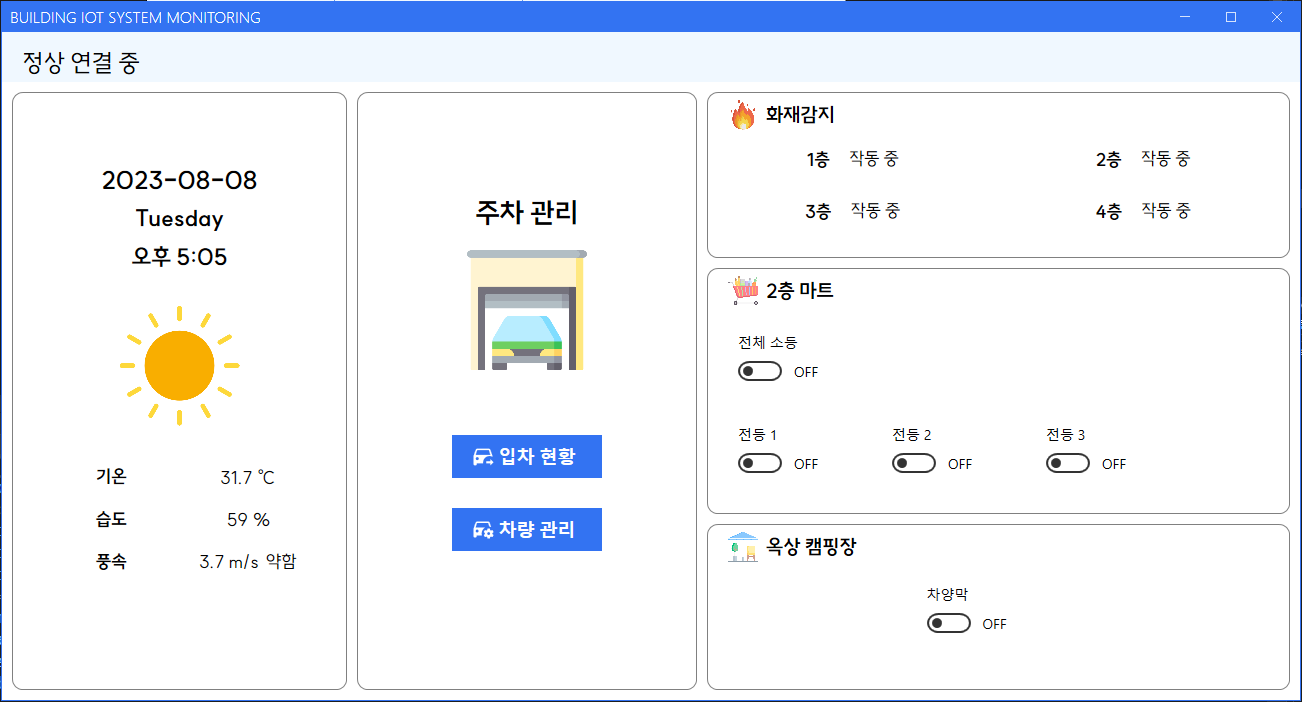 BUILDING IOT SYSTEM MONITORING
정상 연결 중
2023-08-08
Tuesday
오후 5:05
기온 31.7 ℃
습도 59 %
풍속 3.7 m/s 약함
주차 관리
입차 현황
차량 관리
화재감지
1층 작동 중 2층 작동 중
3층 작동 중 4층 작동 중
2층 마트
전체 소등
OFF
전등 1 전등 2 전등 3
OFF OFF OFF
옥상 캠핑장
차양막
OFF